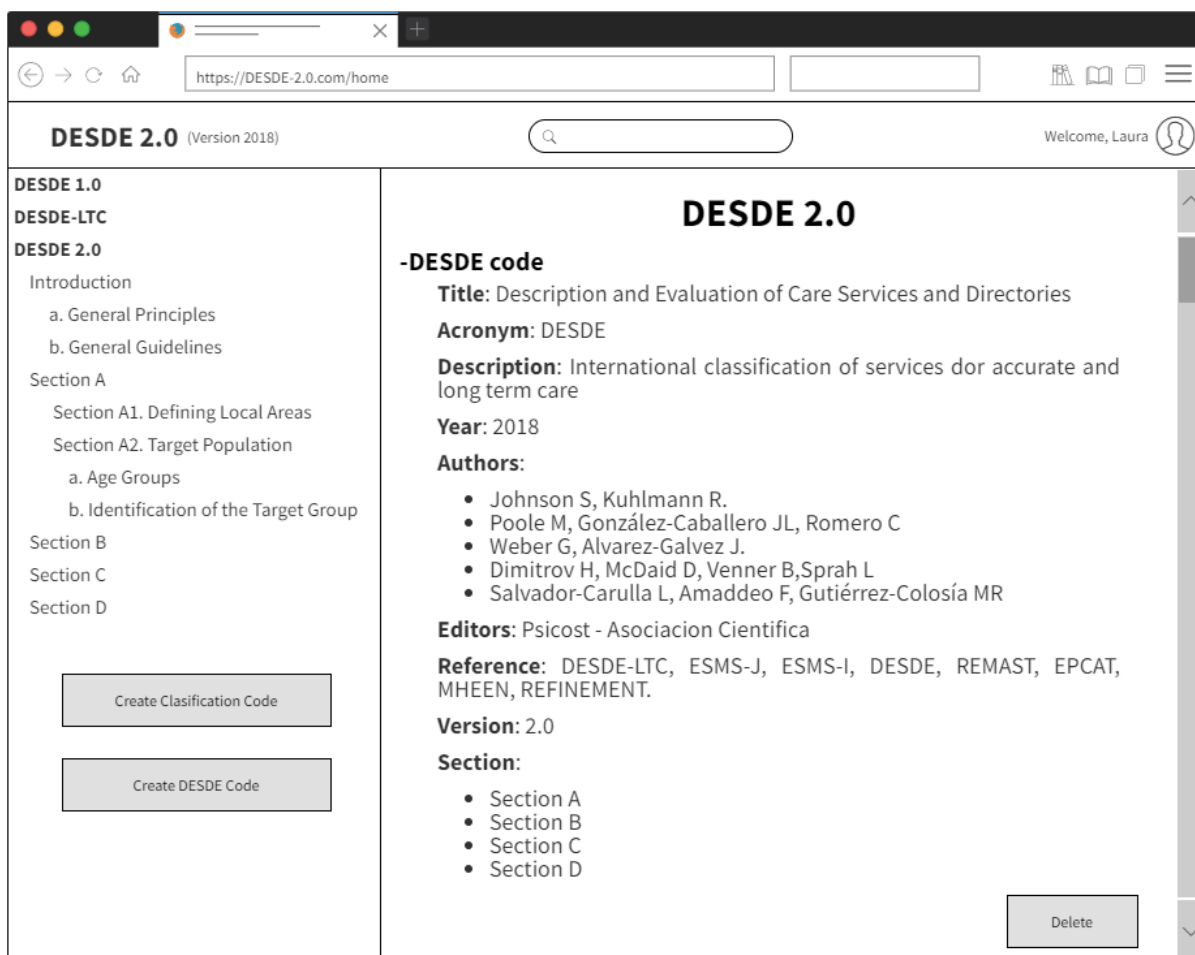 https://DESDE-2.0.com/home
DESDE 2.0 (Version 2018)
Welcome, Laura
DESDE 1.0
DESDE-LTC
DESDE 2.0
Introduction
a. General Principles
b. General Guidelines
Section A
Section A1. Defining Local Areas
Section A2. Target Population
a. Age Groups
b. Identification of the Target Group
Section B
Section C
Section D
Create Clasification Code
Create DESDE Code
DESDE 2.0
-DESDE code
Title: Description and Evaluation of Care Services and Directories
Acronym: DESDE
Description: International classification of services dor accurate and
long term care
Year: 2018
Authors:
• Johnson S, Kuhlmann R.
• Poole M, González-Caballero JL, Romero C
• Weber G, Alvarez-Galvez J.
• Dimitrov H, McDaid D, Venner B,Sprah L
• Salvador-Carulla L, Amaddeo F, Gutiérrez-Colosía MR
Editors: Psicost - Asociacion Cientifica
Reference: DESDE-LTC, ESMS-J, ESMS-I, DESDE, REMAST, EPCAT,
MHEEN, REFINEMENT.
Version: 2.0
Section:
• Section A
• Section B
• Section C
• Section D
Delete